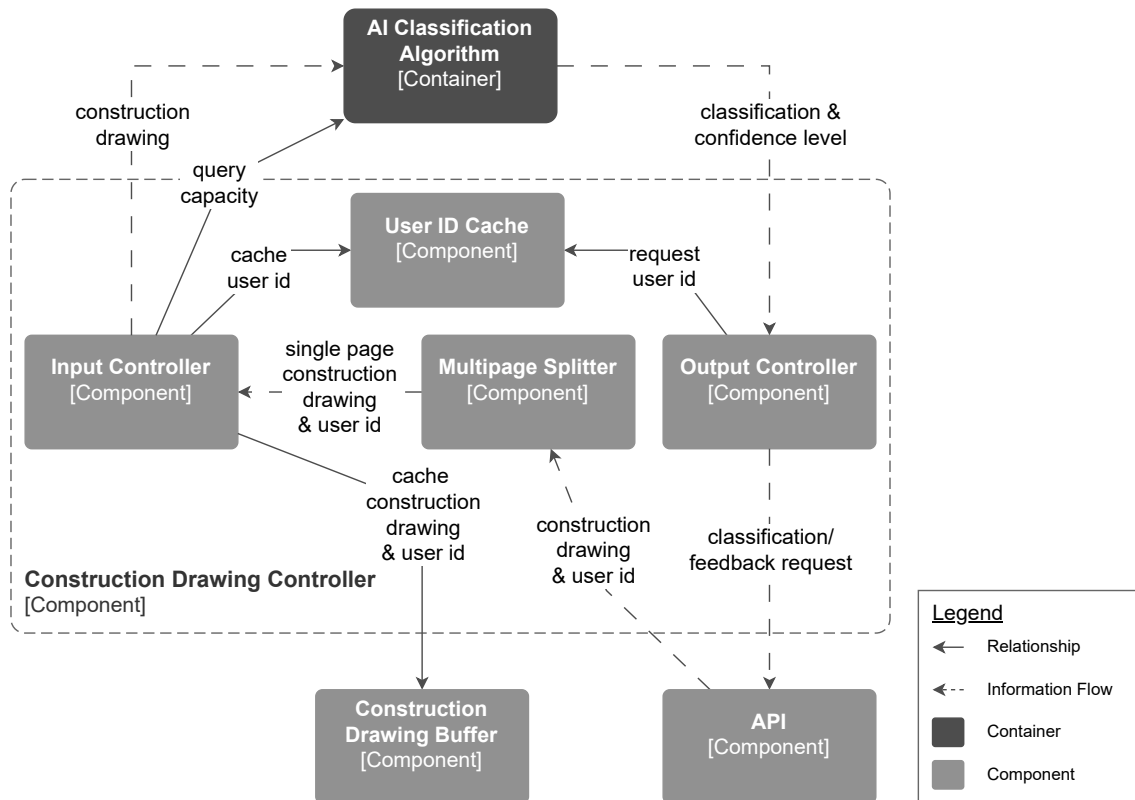 AI Classification
Algorithm
[Container]
construction
drawing
classification &
confidence level
query
capacity
User ID Cache
[Component]
cache
user id
request
user id
Input Controller
[Component]
single page
construction
drawing
& user id
Multipage Splitter
[Component]
Output Controller
[Component]
cache
construction
drawing
& user id
construction
drawing
& user id
classification/
feedback request
Construction Drawing Controller
[Component]
Construction
Drawing Buffer
[Component]
API
[Component]
Legend
Relationship
Information Flow
Container
Component